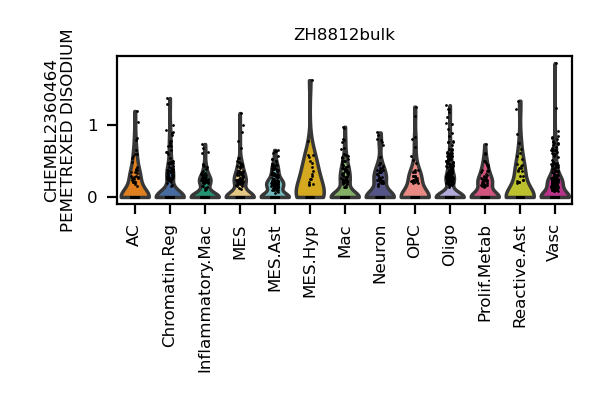 ZH8812bulk
CHEMBL2360464
PEMETREXED DISODIUM
1
0
AC
Chromatin.Reg
Inflammatory.Mac
MES
MES.Ast
MES.Hyp
Mac
Neuron
OPC
Oligo
Prolif.Metab
Reactive.Ast
Vasc